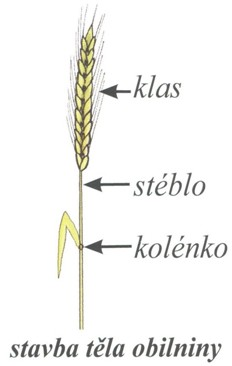 klas
stéblo
kolénko
stavba těla obilniny